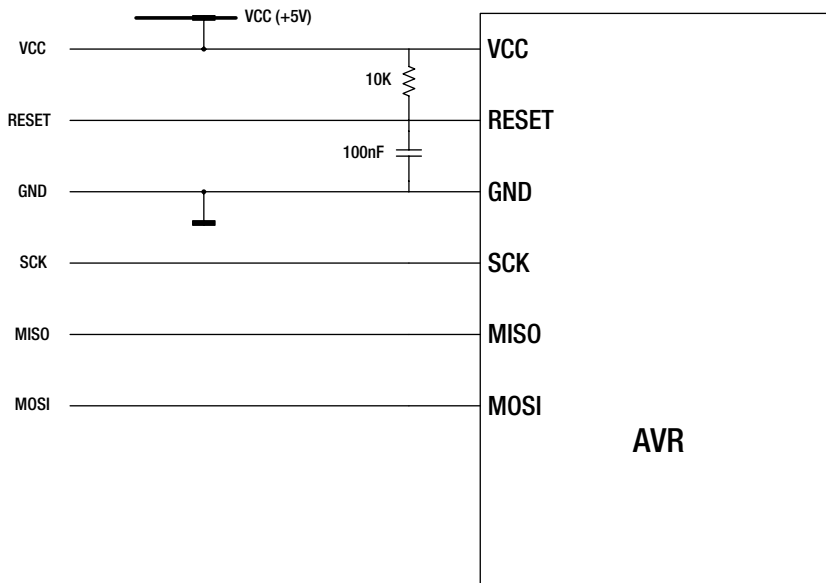 VCC (+5V)
VCC
VCC
10K
RESET
RESET
100nF
GND
GND
SCK
SCK
MISO
MISO
MOSI
MOSI
AVR